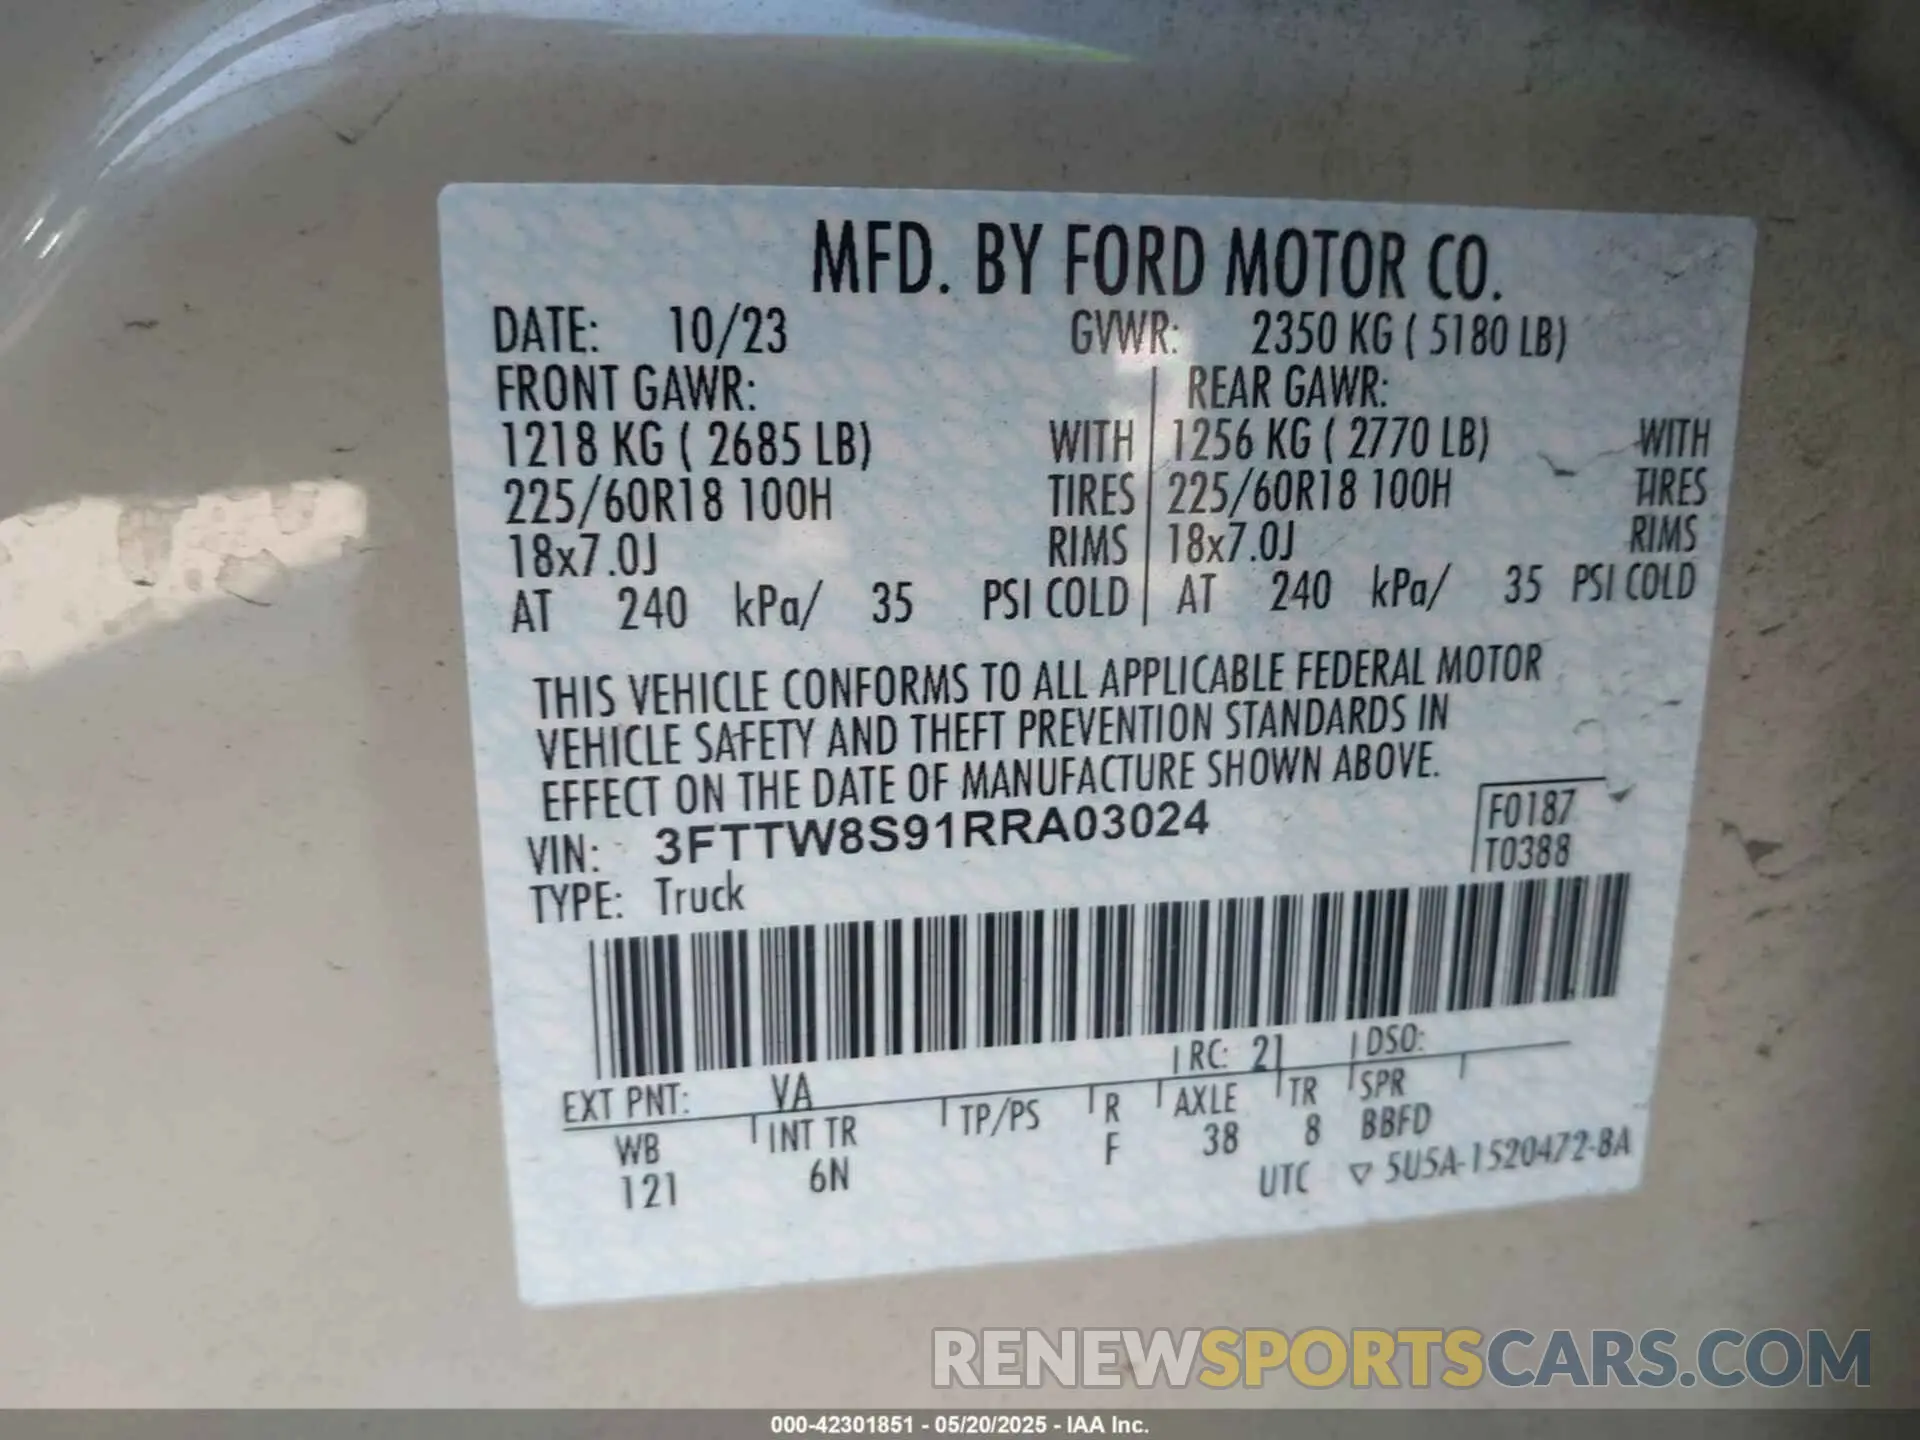 MFD. BY FORD MOTOR CO.
DATE: 10/23 GVWR: 2350 KG ( 5180 LB)
FRONT GAWR: REAR GAWR:
1218 KG ( 2685 LB) WITH 1256 KG ( 2770 LB) WITH
225/60R18 100H TIRES 225/60R18 100H TIRES
18x7.0J RIMS 18x7.0J RIMS
AT 240 kPa/ 35 PSI COLD AT 240 kPa/ 35 PSI COLD
THIS VEHICLE CONFORMS TO ALL APPLICABLE FEDERAL MOTOR
VEHICLE SAFETY AND THEFT PREVENTION STANDARDS IN
EFFECT ON THE DATE OF MANUFACTURE SHOWN ABOVE.
VIN: 3FTTW8S91RRA03024 F0187
TYPE: Truck T0388
EXT PNT: VA RC: 21 DSO:
WB INT TR TP/PS R AXLE TR SPR
121 6N F 38 8 BBFD
UTC ▽ 5U5A-1520472-BA
RENEWSPORTSCARS.COM
000-42301851 - 05/20/2025 - IAA Inc.